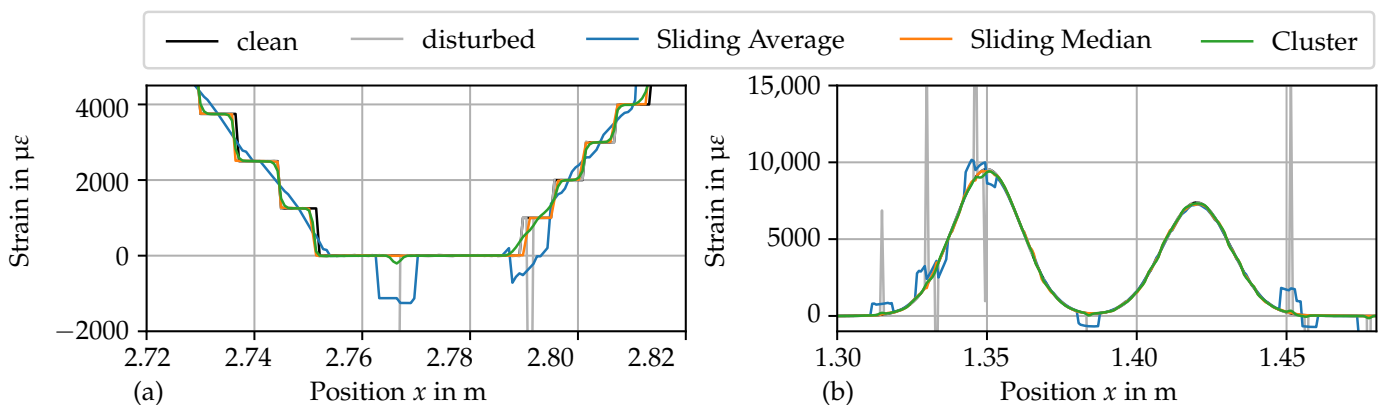 clean disturbed Sliding Average Sliding Median Cluster
Strain in µε
4000
2000
0
−2000
2.72 2.74 2.76 2.78 2.80 2.82
(a) Position x in m
Strain in µε
15,000
10,000
5000
0
1.30 1.35 1.40 1.45
(b) Position x in m